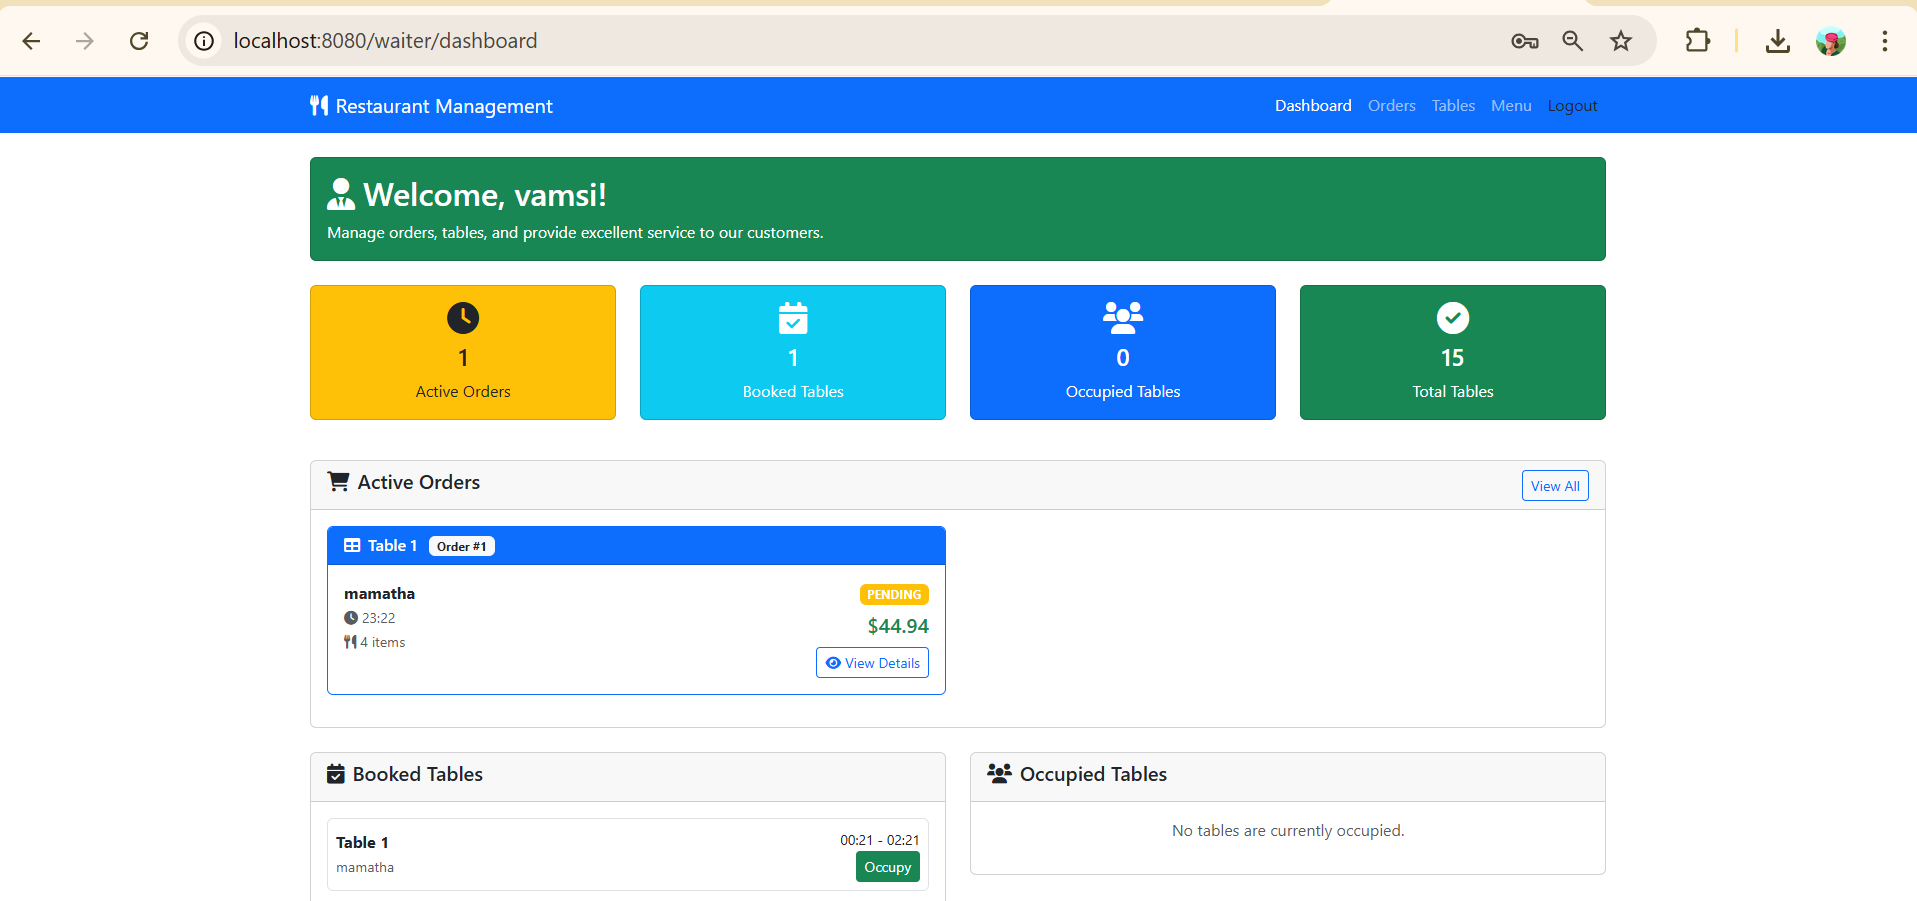 localhost:8080/waiter/dashboard
Restaurant Management
Dashboard Orders Tables Menu Logout
Welcome, vamsi!
Manage orders, tables, and provide excellent service to our customers.
1
Active Orders
1
Booked Tables
0
Occupied Tables
15
Total Tables
Active Orders
View All
Table 1 Order #1
mamatha
PENDING
23:22
$44.94
4 items
View Details
Booked Tables
Table 1
00:21 - 02:21
mamatha
Occupy
Occupied Tables
No tables are currently occupied.